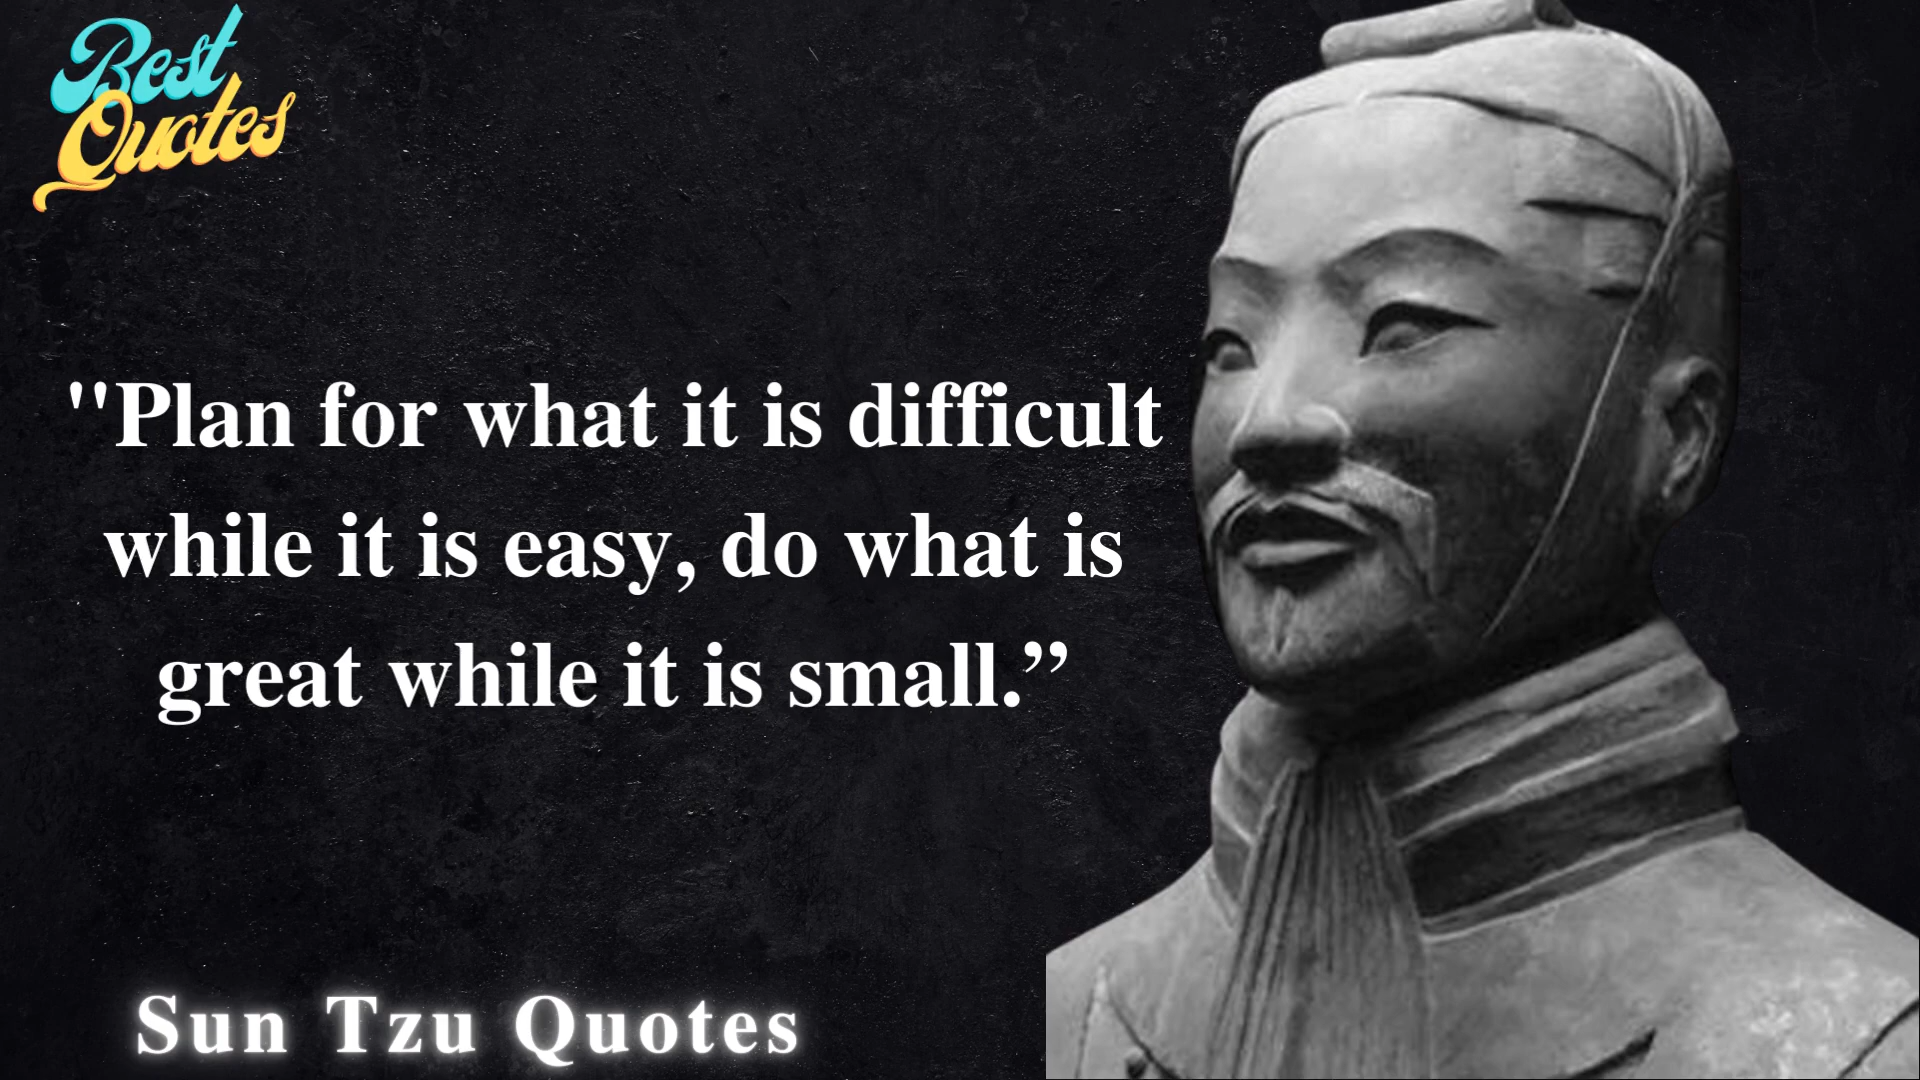 Best
Quotes
"Plan for what it is difficult
while it is easy, do what is
great while it is small.”
Sun Tzu Quotes